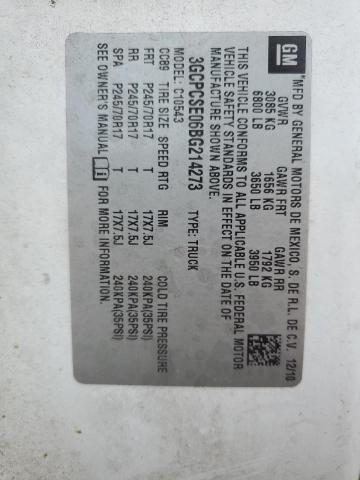 GM
*MFG BY GENERAL MOTORS DE MEXICO, S. DE R.L. DE C.V. 12/10
GVWR GAWR FRT GAWR RR
3085 KG 1656 KG 1792 KG
6800 LB 3650 LB 3950 LB
THIS VEHICLE CONFORMS TO ALL APPLICABLE U.S. FEDERAL MOTOR
VEHICLE SAFETY STANDARDS IN EFFECT ON THE DATE OF
MANUFACTURE SHOWN ABOVE.
3GCPCSE06BG214273 TYPE: TRUCK
MODEL: C10543
CC89 TIRE SIZE SPEED RTG RIM COLD TIRE PRESSURE
FRT P245/70R17 T 17X7.5J 240KPA(35PSI)
RR P245/70R17 T 17X7.5J 240KPA(35PSI)
SPA P245/70R17 T 17X7.5J 240KPA(35PSI)
SEE OWNER'S MANUAL FOR MORE INFORMATION.